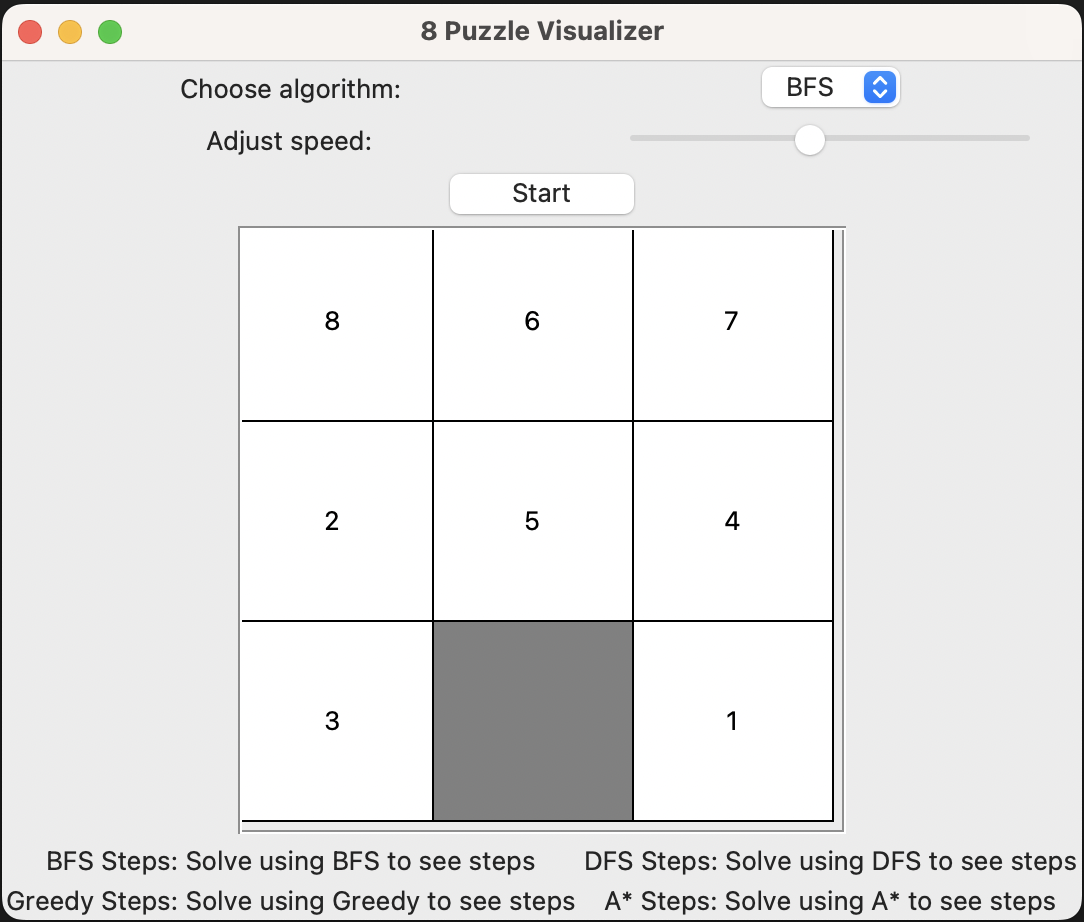 8 Puzzle Visualizer
Choose algorithm: BFS
Adjust speed:
Start
8 6 7
2 5 4
3 1
BFS Steps: Solve using BFS to see steps DFS Steps: Solve using DFS to see steps
Greedy Steps: Solve using Greedy to see steps A* Steps: Solve using A* to see steps